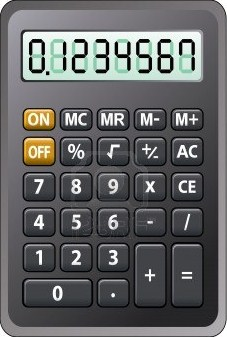 0.1234567
ON MC MR M- M+
OFF % √ +/- AC
7 8 9 x CE
4 5 6 - /
1 2 3
+ =
0 .